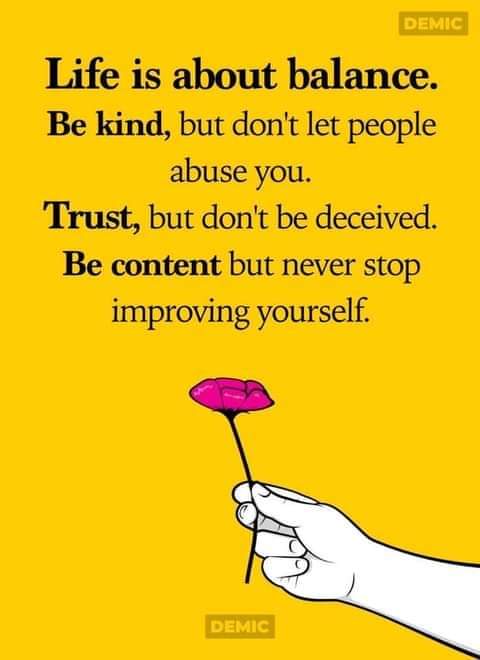 DEMIC
Life is about balance.
Be kind, but don't let people
abuse you.
Trust, but don't be deceived.
Be content but never stop
improving yourself.
DEMIC